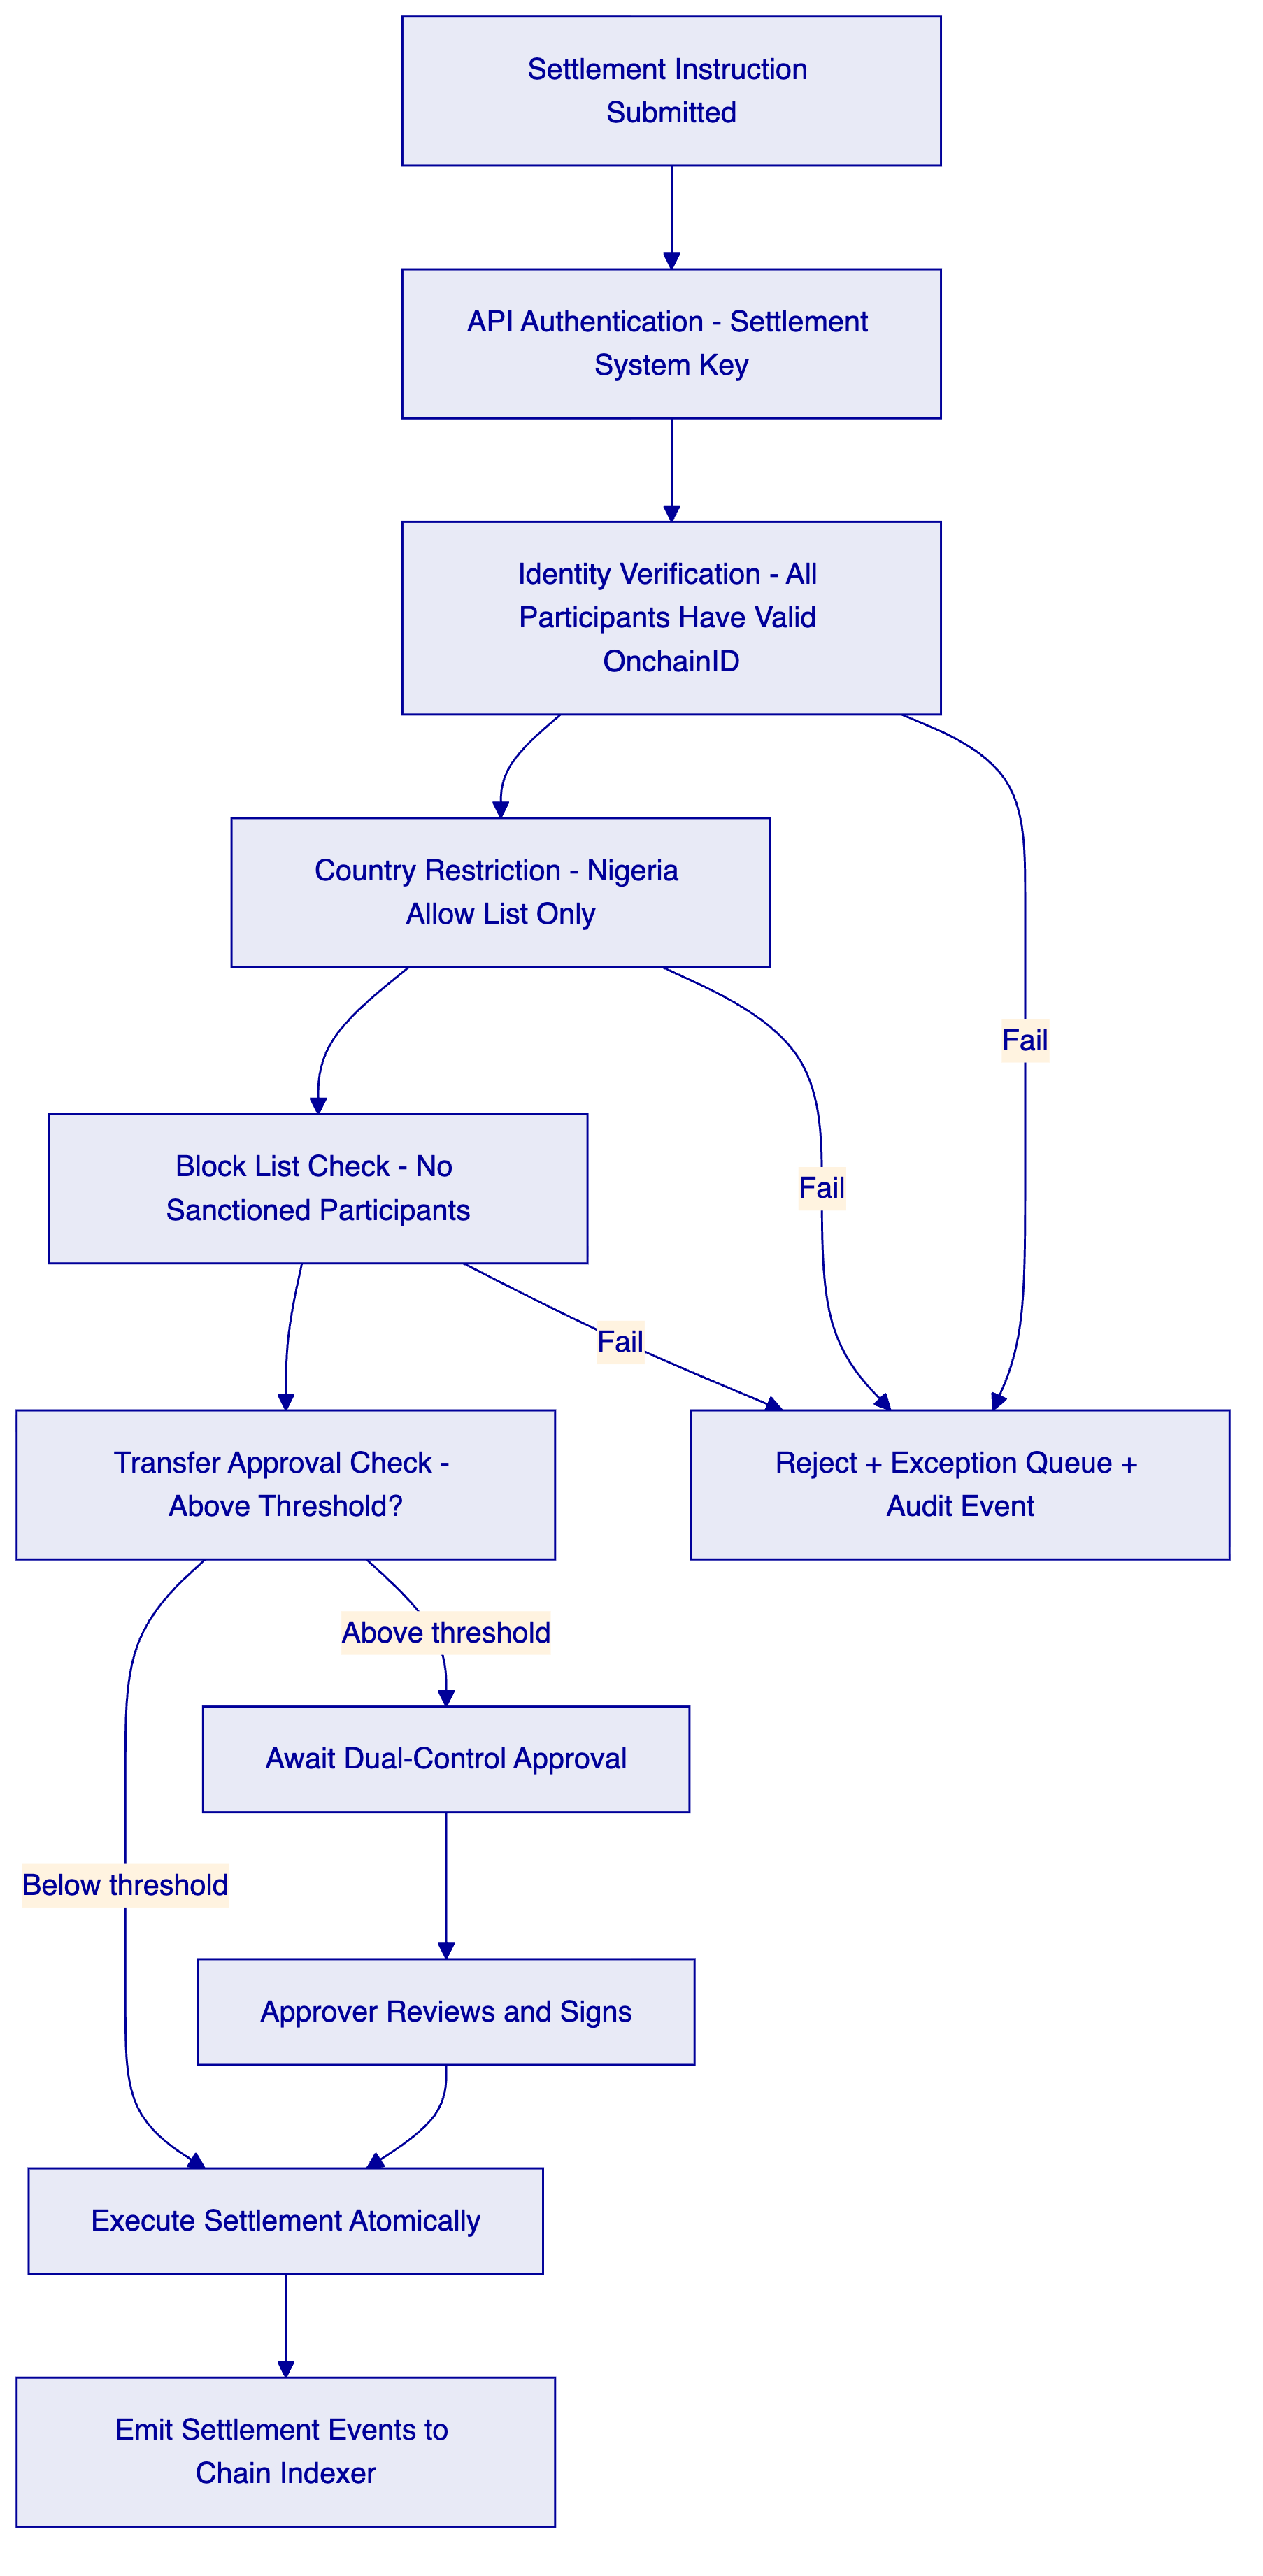 Settlement Instruction
Submitted
API Authentication - Settlement
System Key
Identity Verification - All
Participants Have Valid
OnchainID
Country Restriction - Nigeria
Allow List Only
Fail
Block List Check - No
Sanctioned Participants
Fail
Fail
Transfer Approval Check -
Above Threshold?
Reject + Exception Queue +
Audit Event
Above threshold
Await Dual-Control Approval
Below threshold
Approver Reviews and Signs
Execute Settlement Atomically
Emit Settlement Events to
Chain Indexer